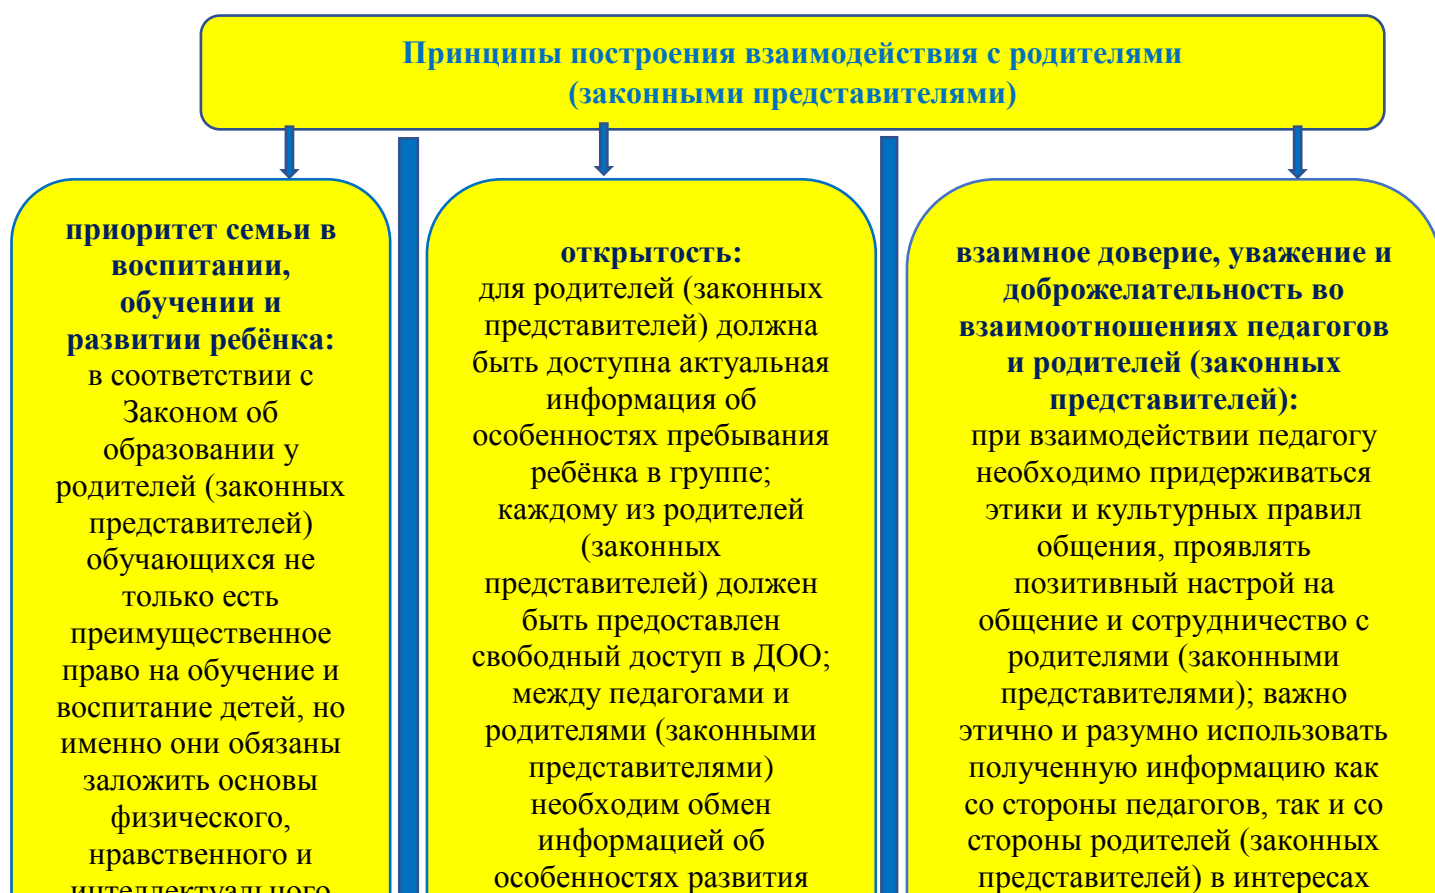 Принципы построения взаимодействия с родителями
(законными представителями)
приоритет семьи в
воспитании,
обучении и
развитии ребёнка:
в соответствии с
Законом об
образовании у
родителей (законных
представителей)
обучающихся не
только есть
преимущественное
право на обучение и
воспитание детей, но
именно они обязаны
заложить основы
физического,
нравственного и
интеллектуального
открытость:
для родителей (законных
представителей) должна
быть доступна актуальная
информация об
особенностях пребывания
ребёнка в группе;
каждому из родителей
(законных
представителей) должен
быть предоставлен
свободный доступ в ДОО;
между педагогами и
родителями (законными
представителями)
необходим обмен
информацией об
особенностях развития
взаимное доверие, уважение и
доброжелательность во
взаимоотношениях педагогов
и родителей (законных
представителей):
при взаимодействии педагогу
необходимо придерживаться
этики и культурных правил
общения, проявлять
позитивный настрой на
общение и сотрудничество с
родителями (законными
представителями); важно
этично и разумно использовать
полученную информацию как
со стороны педагогов, так и со
стороны родителей (законных
представителей) в интересах